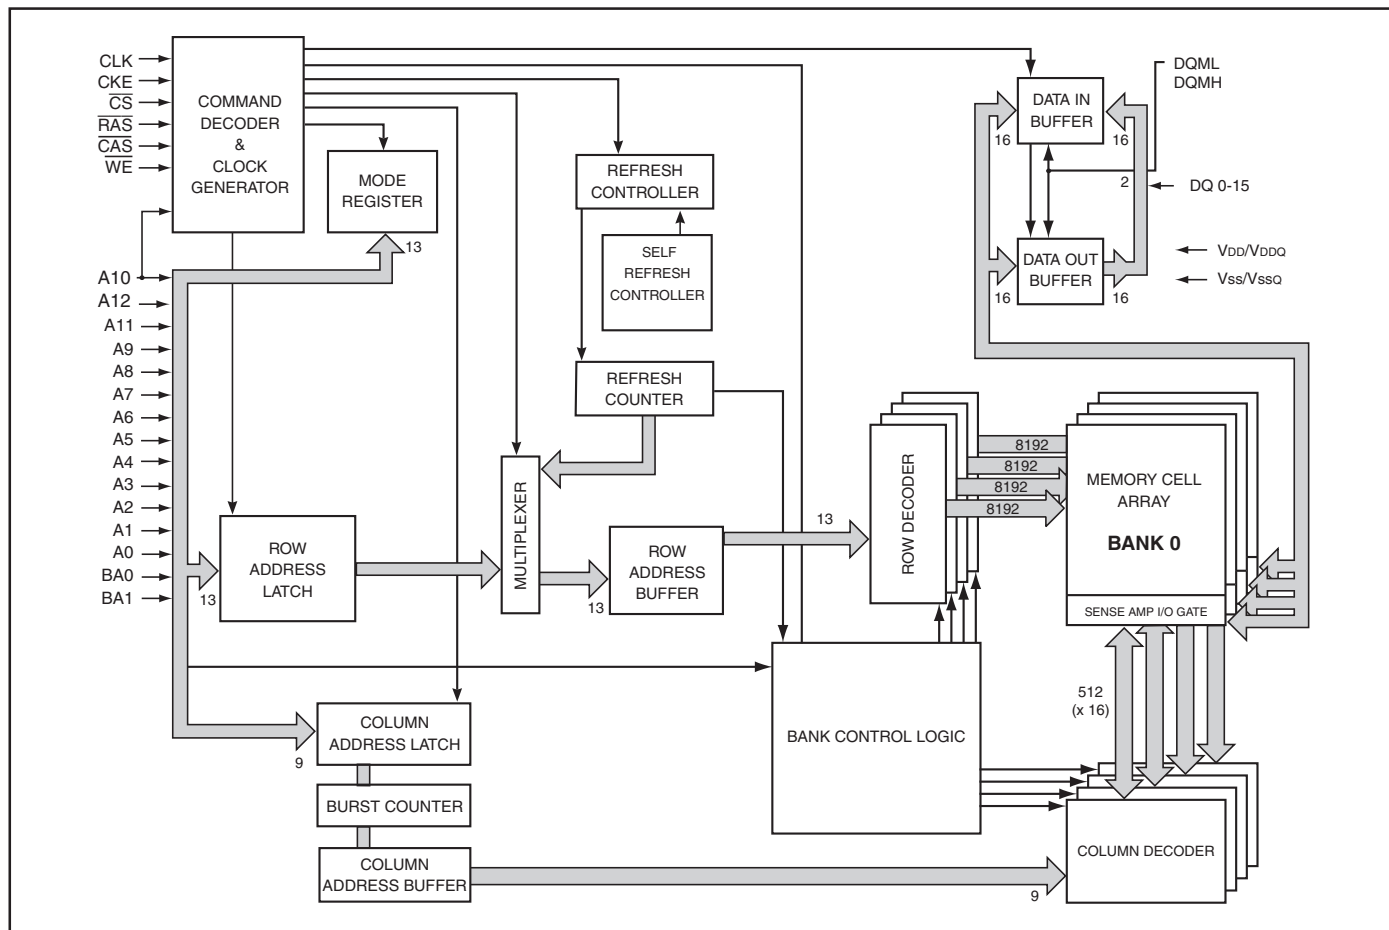 CLK
CKE
C̅S̅
R̅A̅S̅
C̅A̅S̅
W̅E̅
A10
A12
A11
A9
A8
A7
A6
A5
A4
A3
A2
A1
A0
BA0
BA1
COMMAND
DECODER
&
CLOCK
GENERATOR
MODE
REGISTER
13
REFRESH
CONTROLLER
SELF
REFRESH
CONTROLLER
REFRESH
COUNTER
DATA IN
BUFFER
16
16
DQML
DQMH
2
DQ 0-15
DATA OUT
BUFFER
16
16
VDD/VDDQ
VSS/VSSQ
13
ROW
ADDRESS
LATCH
MULTIPLEXER
13
ROW
ADDRESS
BUFFER
13
ROW DECODER
8192
8192
8192
8192
MEMORY CELL
ARRAY
BANK 0
SENSE AMP I/O GATE
512
(x 16)
BANK CONTROL LOGIC
9
COLUMN
ADDRESS LATCH
BURST COUNTER
COLUMN
ADDRESS BUFFER
9
COLUMN DECODER